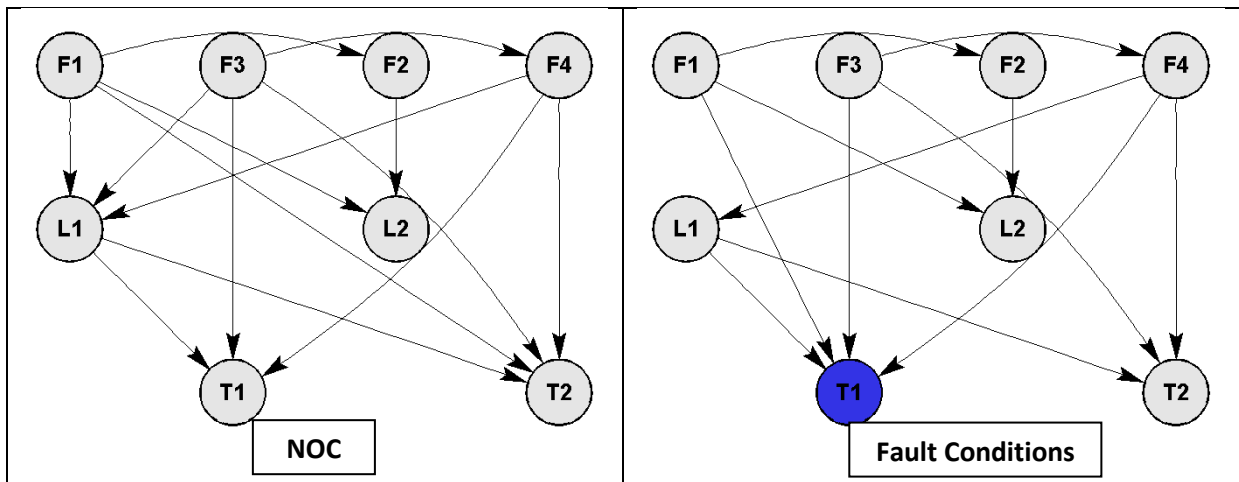 F1 F3 F2 F4
L1 L2
T1 T2
NOC
F1 F3 F2 F4
L1 L2
T1 T2
Fault Conditions